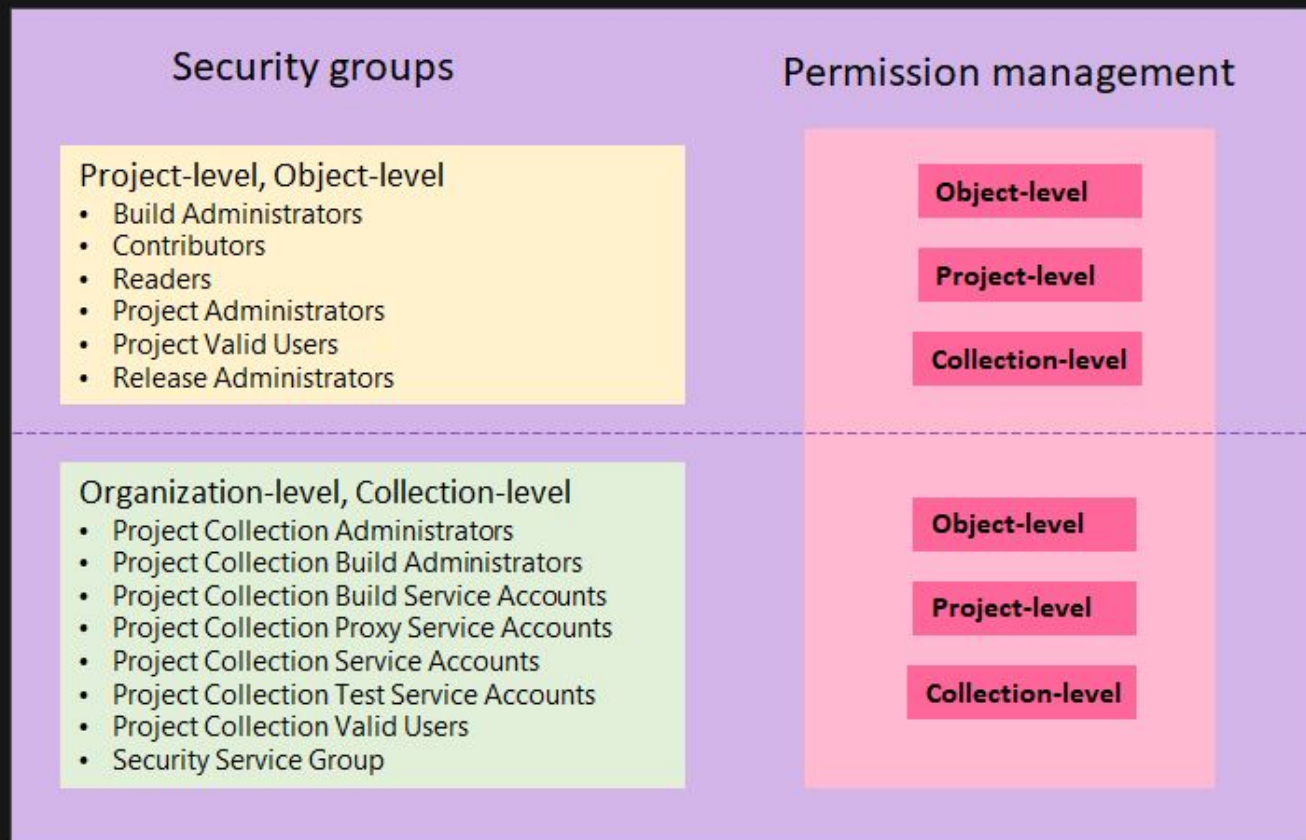 Security groups
Permission management
Project-level, Object-level
• Build Administrators
• Contributors
• Readers
• Project Administrators
• Project Valid Users
• Release Administrators
Object-level
Project-level
Collection-level
Organization-level, Collection-level
• Project Collection Administrators
• Project Collection Build Administrators
• Project Collection Build Service Accounts
• Project Collection Proxy Service Accounts
• Project Collection Service Accounts
• Project Collection Test Service Accounts
• Project Collection Valid Users
• Security Service Group
Object-level
Project-level
Collection-level